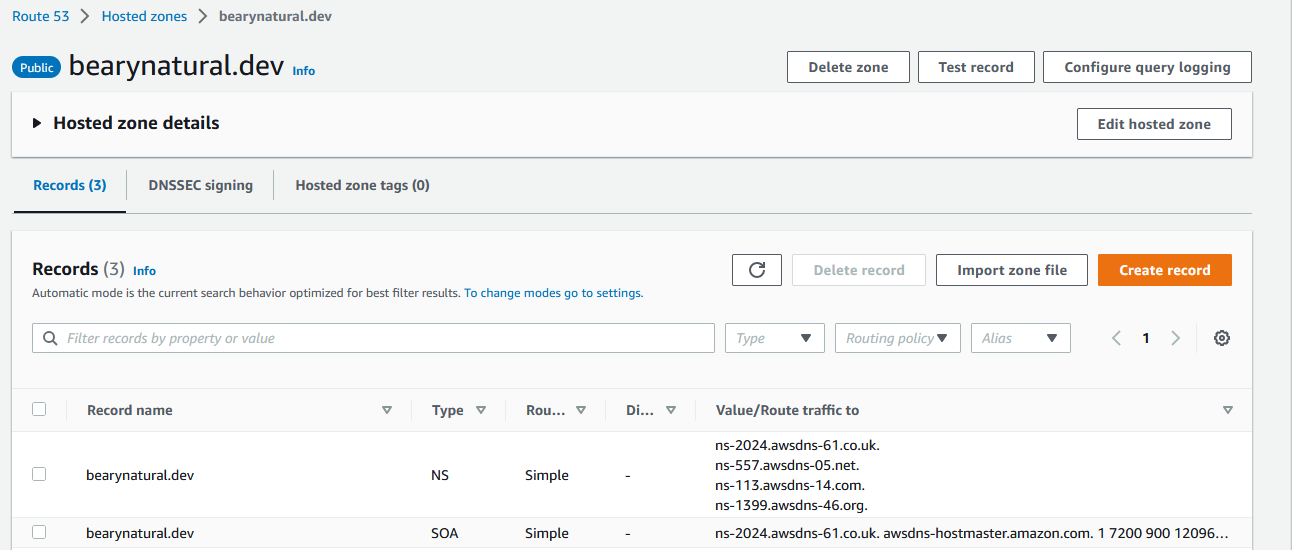 Route 53 > Hosted zones > bearynatural.dev
Public bearynatural.dev Info
Delete zone Test record Configure query logging
Hosted zone details Edit hosted zone
Records (3) DNSSEC signing Hosted zone tags (0)
Records (3) Info
Delete record Import zone file Create record
Automatic mode is the current search behavior optimized for best filter results. To change modes go to settings.
Filter records by property or value Type Routing policy Alias 1
Record name Type Rou... Di... Value/Route traffic to
bearynatural.dev NS Simple - ns-2024.awsdns-61.co.uk.
ns-557.awsdns-05.net.
ns-113.awsdns-14.com.
ns-1399.awsdns-46.org.
bearynatural.dev SOA Simple - ns-2024.awsdns-61.co.uk. awsdns-hostmaster.amazon.com. 1 7200 900 12096...